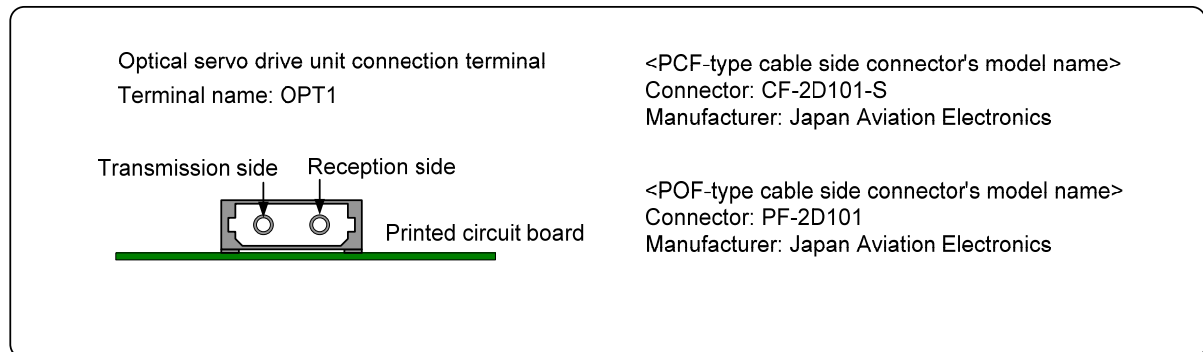 Optical servo drive unit connection terminal
Terminal name: OPT1
Transmission side
Reception side
Printed circuit board
<PCF-type cable side connector's model name>
Connector: CF-2D101-S
Manufacturer: Japan Aviation Electronics
<POF-type cable side connector's model name>
Connector: PF-2D101
Manufacturer: Japan Aviation Electronics